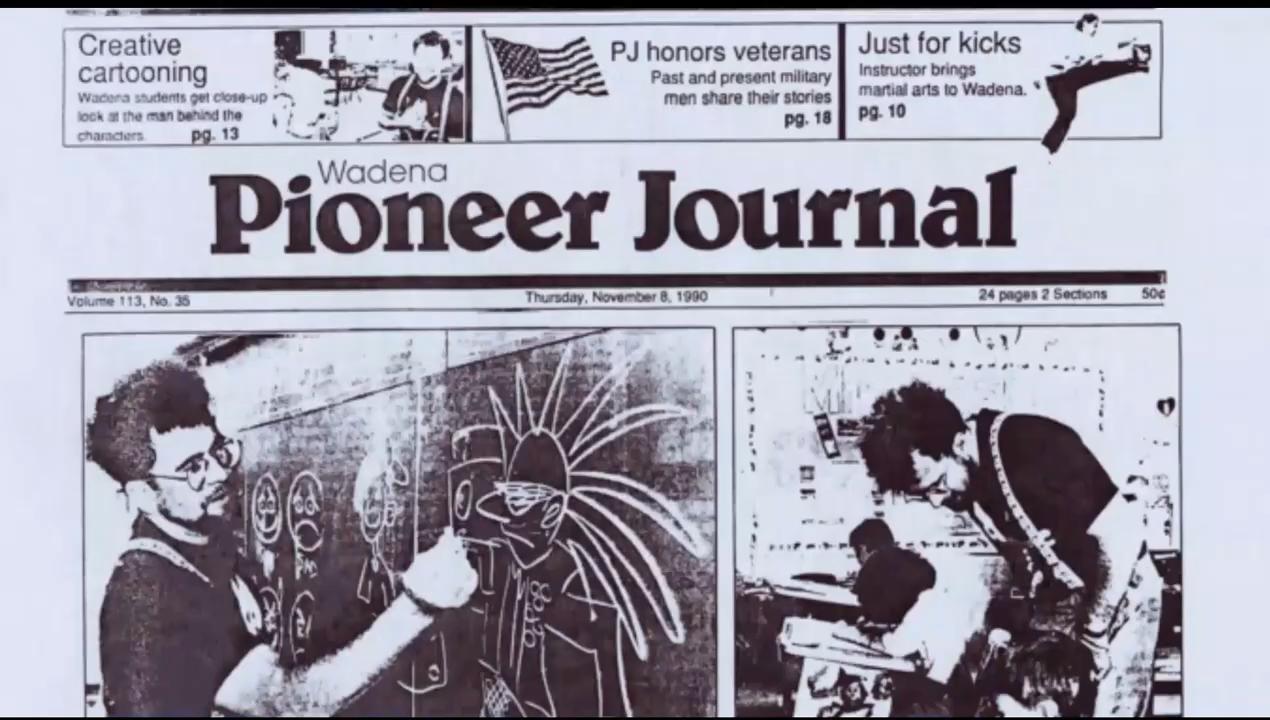 Creative
cartooning
Wadena students get close-up
look at the man behind the
characters. pg. 13
PJ honors veterans
Past and present military
men share their stories
pg. 18
Just for kicks
Instructor brings
martial arts to Wadena.
pg. 10
Wadena
Pioneer Journal
Volume 113, No. 35
Thursday, November 8, 1990
24 pages 2 Sections 50¢